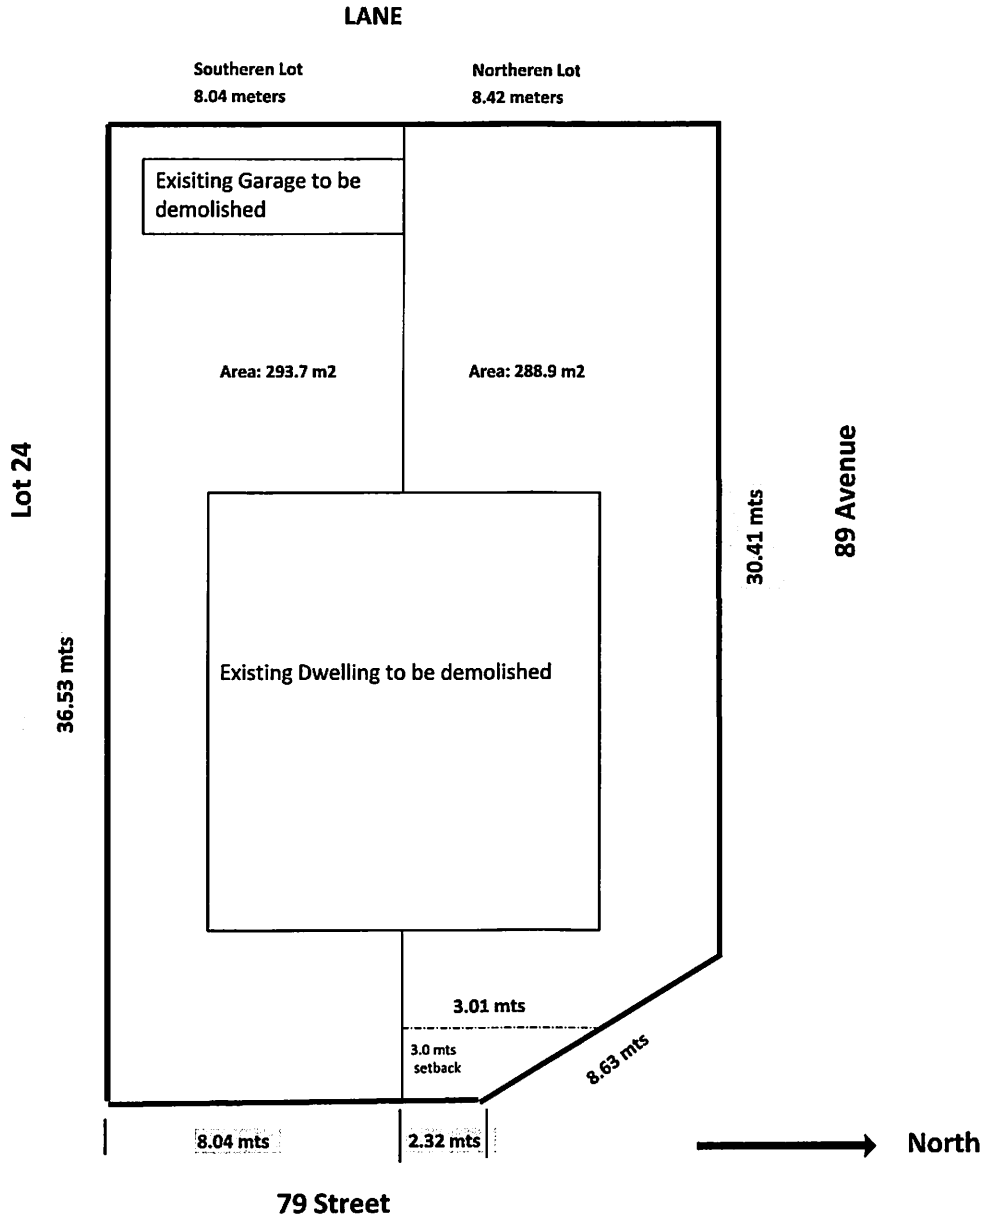 LANE
Southeren Lot
8.04 meters
Northeren Lot
8.42 meters
Exisiting Garage to be
demolished
Area: 293.7 m2
Area: 288.9 m2
Lot 24
89 Avenue
30.41 mts
36.53 mts
Existing Dwelling to be demolished
3.01 mts
3.0 mts
setback
8.63 mts
8.04 mts
2.32 mts
North
79 Street